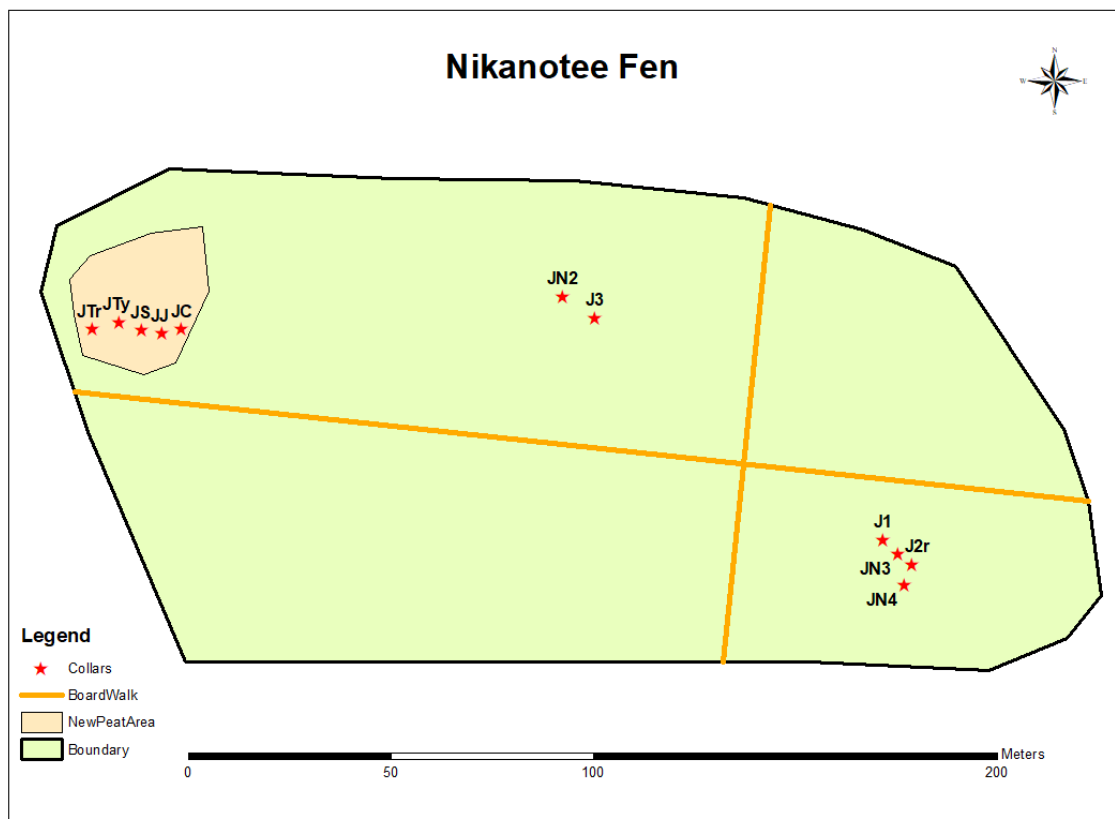 Nikanotee Fen
N
W E
S
JN2
J3
JTr JTy JS JJ JC
J1
J2r
JN3
JN4
Legend
Collars
BoardWalk
NewPeatArea
Boundary
Meters
0 50 100 200